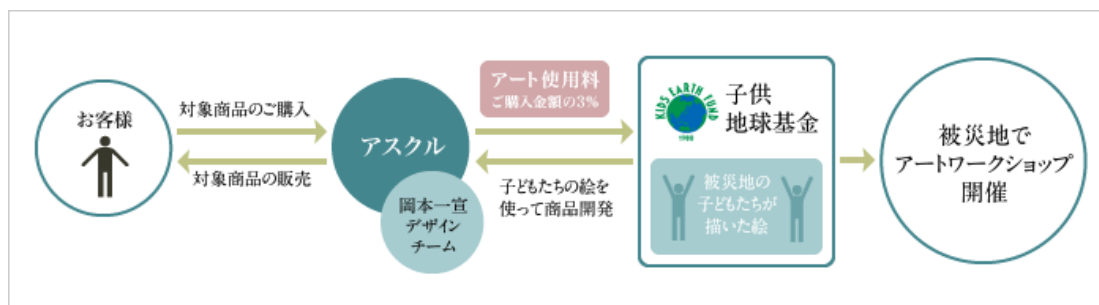 お客様
対象商品のご購入
対象商品の販売
アスクル
岡本一宣
デザイン
チーム
アート使用料
ご購入金額の3%
子どもたちの絵を
使って商品開発
KIDS EARTH FUND
1988
子供
地球基金
被災地の
子どもたちが
描いた絵
被災地で
アートワークショップ
開催